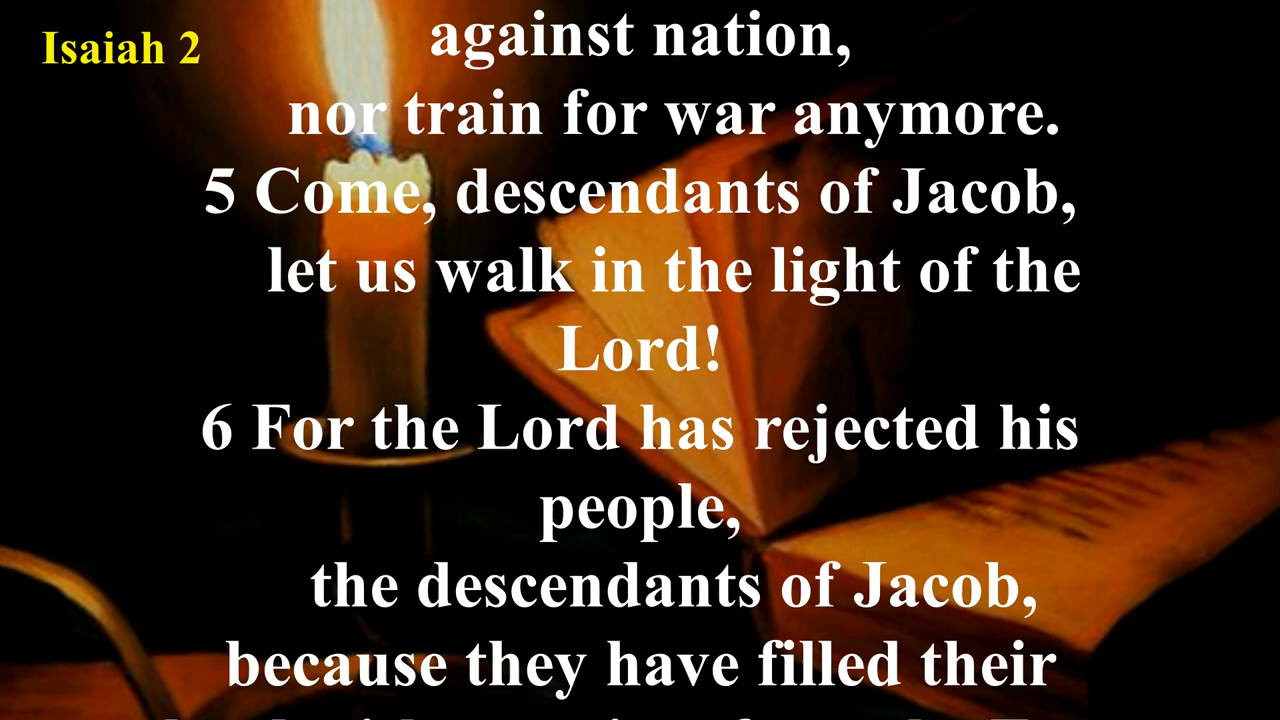 Isaiah 2
against nation,
nor train for war anymore.
5 Come, descendants of Jacob,
let us walk in the light of the
Lord!
6 For the Lord has rejected his
people,
the descendants of Jacob,
because they have filled their